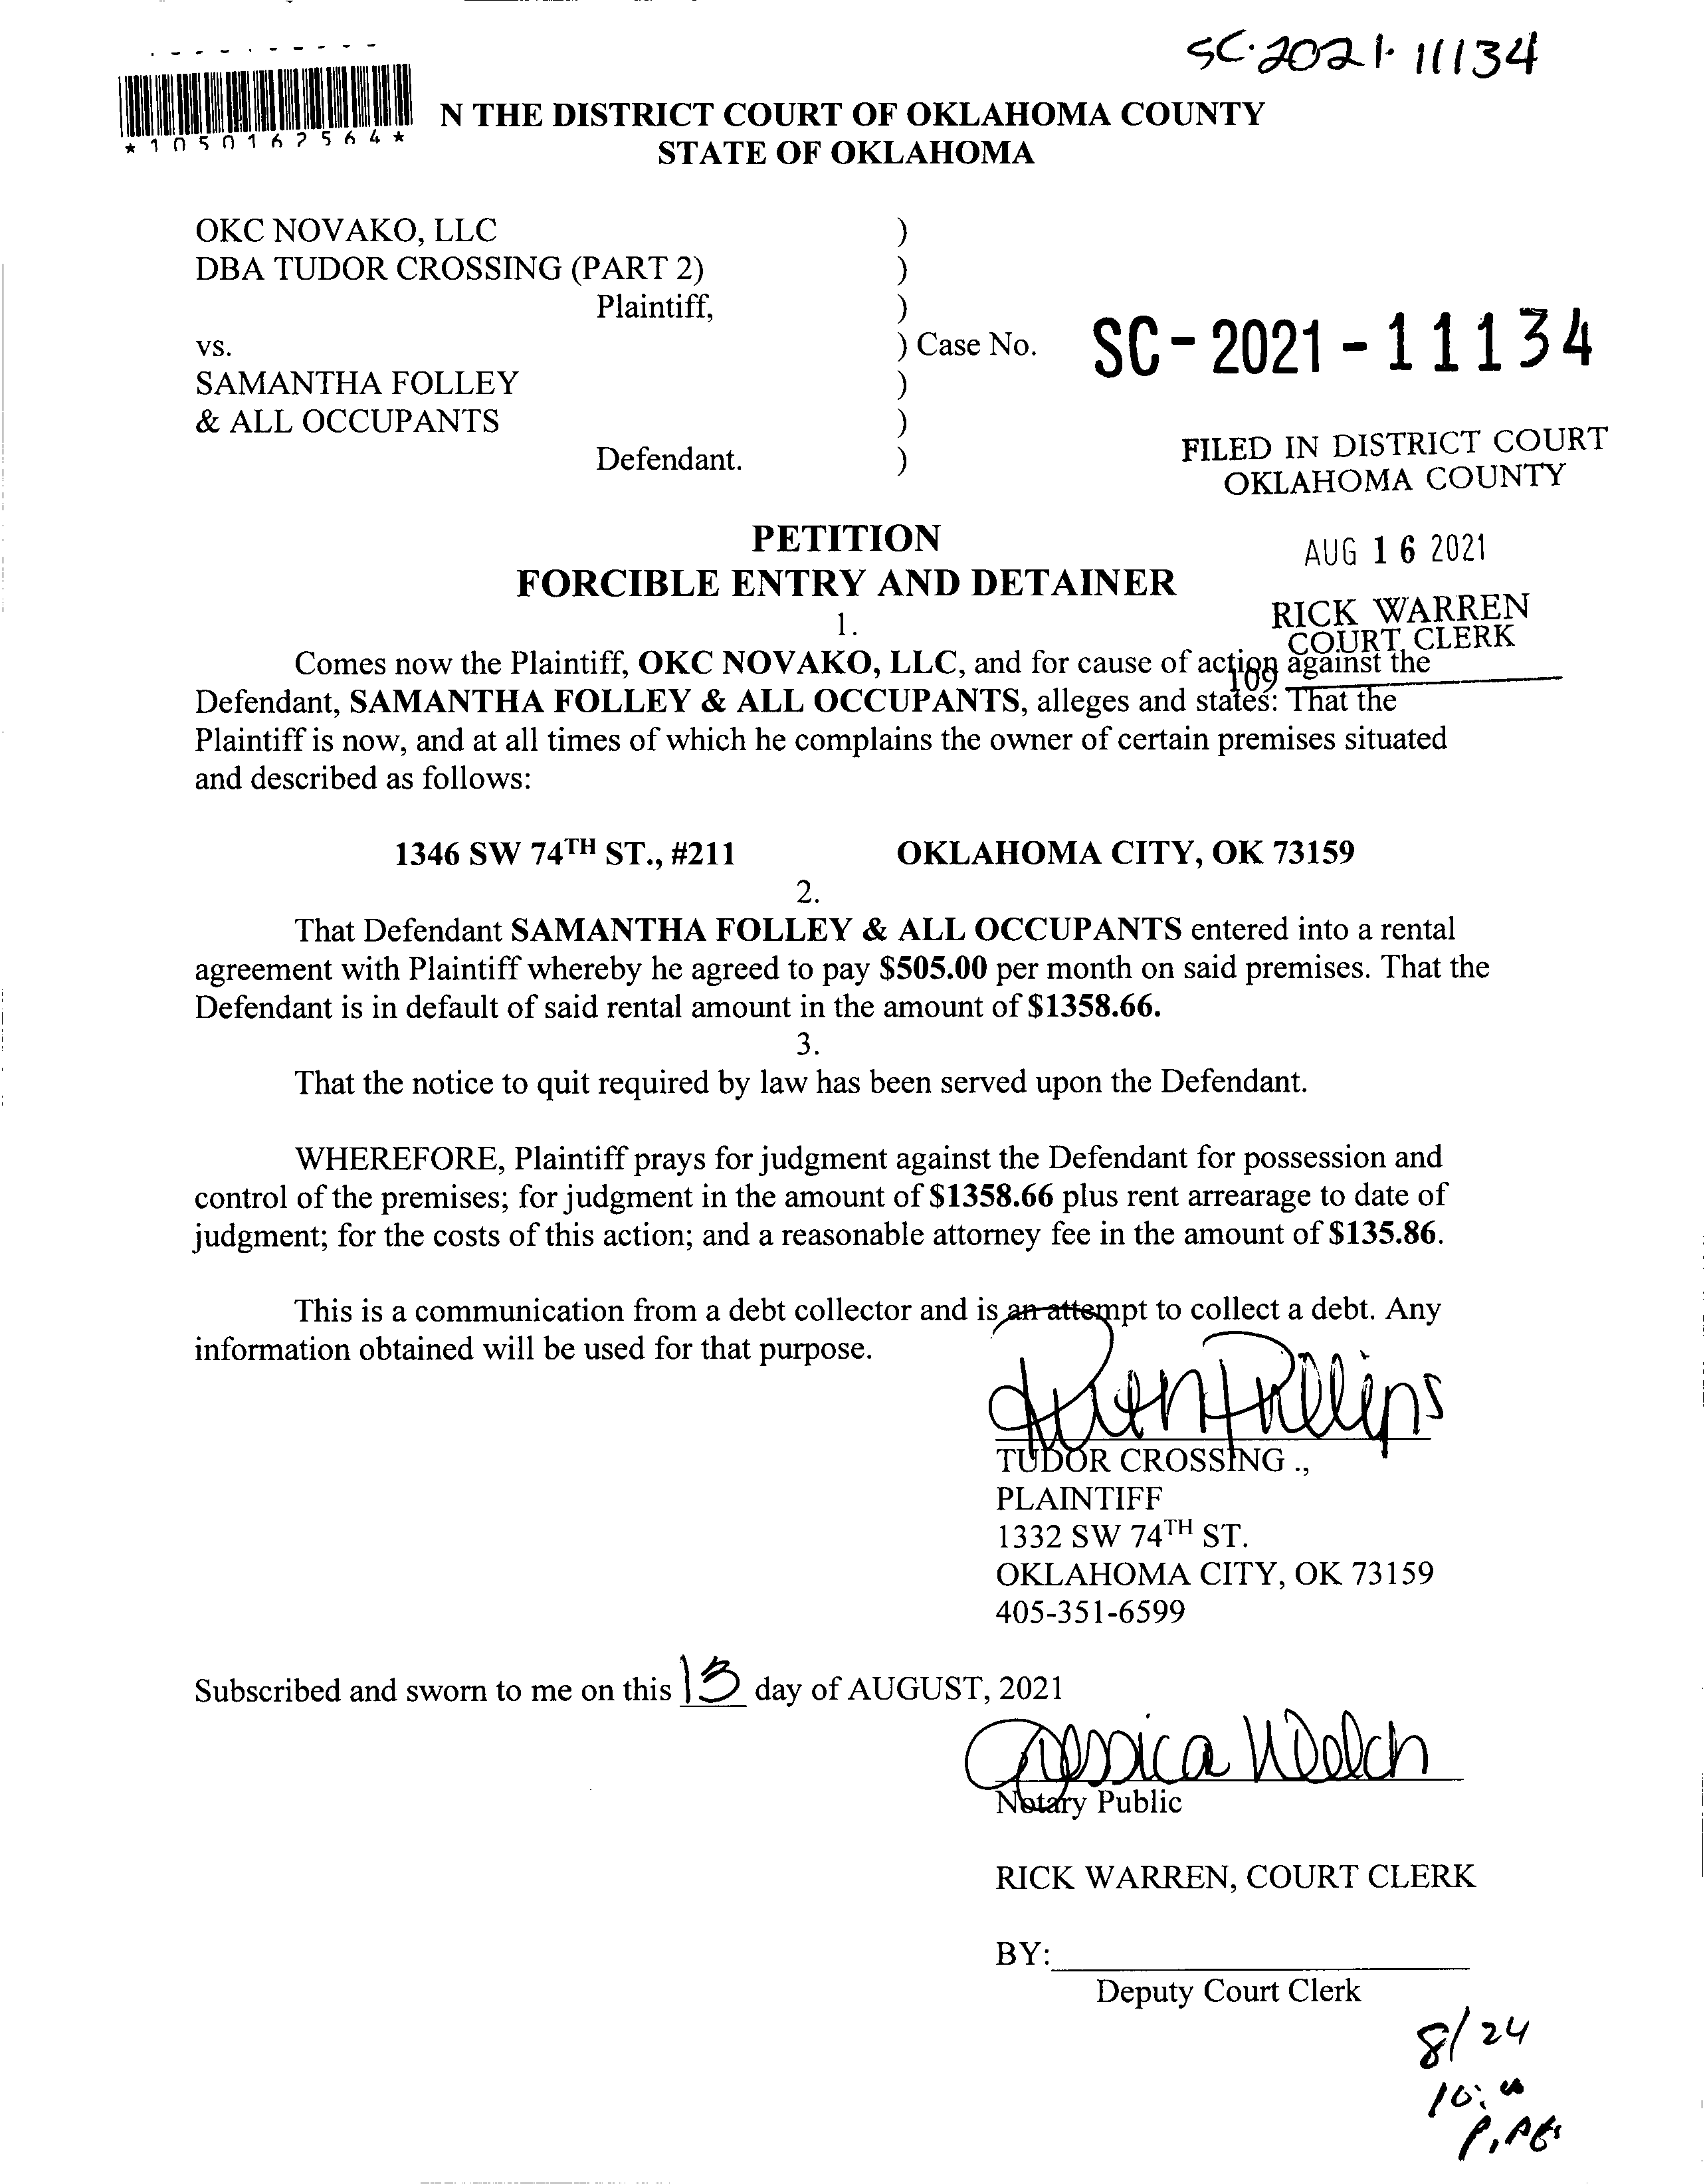 SC-2021-11134
*1050162564*
N THE DISTRICT COURT OF OKLAHOMA COUNTY
STATE OF OKLAHOMA
OKC NOVAKO, LLC )
DBA TUDOR CROSSING (PART 2) )
Plaintiff, )
vs. ) Case No. SC-2021-11134
SAMANTHA FOLLEY )
& ALL OCCUPANTS )
Defendant. )
FILED IN DISTRICT COURT
OKLAHOMA COUNTY
AUG 16 2021
RICK WARREN
COURT CLERK
109
PETITION
FORCIBLE ENTRY AND DETAINER
1.
Comes now the Plaintiff, OKC NOVAKO, LLC, and for cause of action against the
Defendant, SAMANTHA FOLLEY & ALL OCCUPANTS, alleges and states: That the
Plaintiff is now, and at all times of which he complains the owner of certain premises situated
and described as follows:
1346 SW 74TH ST., #211 OKLAHOMA CITY, OK 73159
2.
That Defendant SAMANTHA FOLLEY & ALL OCCUPANTS entered into a rental
agreement with Plaintiff whereby he agreed to pay $505.00 per month on said premises. That the
Defendant is in default of said rental amount in the amount of $1358.66.
3.
That the notice to quit required by law has been served upon the Defendant.
WHEREFORE, Plaintiff prays for judgment against the Defendant for possession and
control of the premises; for judgment in the amount of $1358.66 plus rent arrearage to date of
judgment; for the costs of this action; and a reasonable attorney fee in the amount of $135.86.
This is a communication from a debt collector and is an attempt to collect a debt. Any
information obtained will be used for that purpose.
TUDOR CROSSING .,
PLAINTIFF
1332 SW 74TH ST.
OKLAHOMA CITY, OK 73159
405-351-6599
Subscribed and sworn to me on this 13 day of AUGUST, 2021
Jessica Welch
Notary Public
RICK WARREN, COURT CLERK
BY:
Deputy Court Clerk
8/24